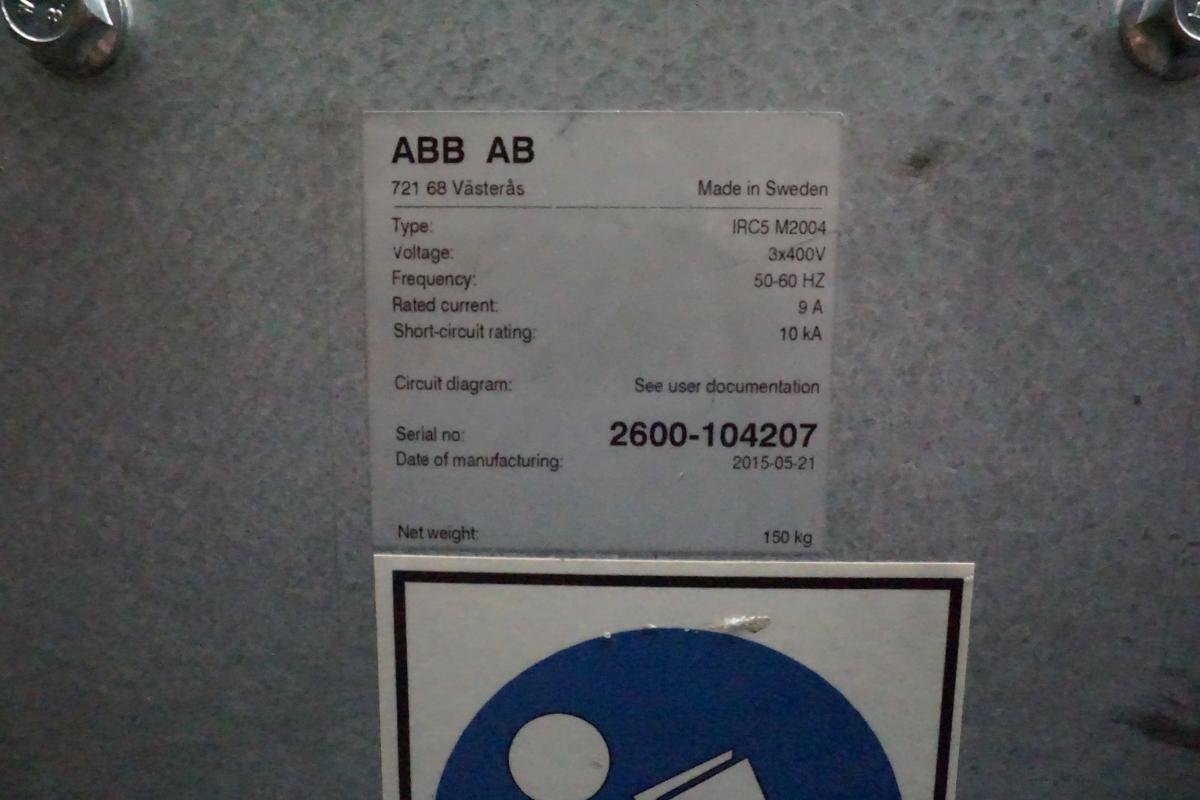 ABB AB
721 68 Västerås Made in Sweden
Type: IRC5 M2004
Voltage: 3x400V
Frequency: 50-60 HZ
Rated current: 9 A
Short-circuit rating: 10 kA
Circuit diagram: See user documentation
Serial no: 2600-104207
Date of manufacturing: 2015-05-21
Net weight: 150 kg